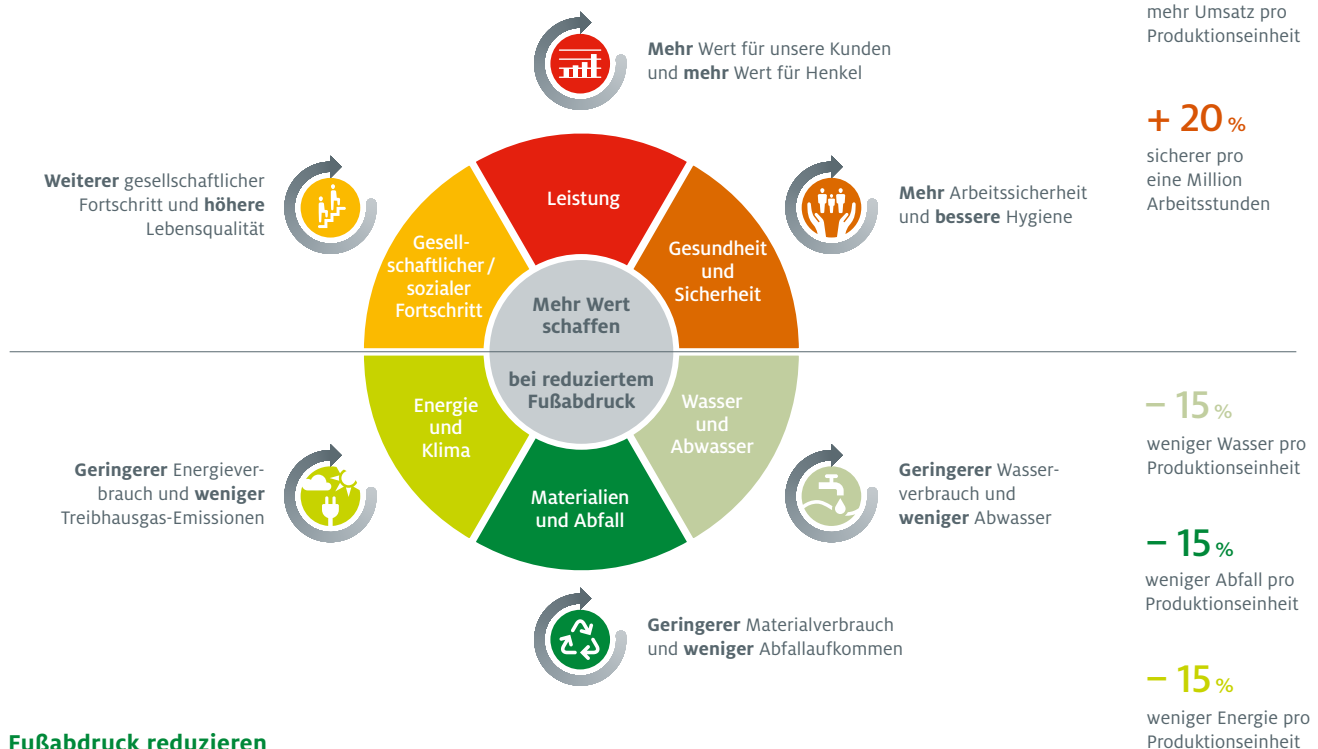 mehr Umsatz pro
Produktionseinheit
Mehr Wert für unsere Kunden
und mehr Wert für Henkel
+ 20 %
sicherer pro
eine Million
Arbeitsstunden
Weiterer gesellschaftlicher
Fortschritt und höhere
Lebensqualität
Leistung
Mehr Arbeitssicherheit
und bessere Hygiene
Gesell-
schaftlicher /
sozialer
Fortschritt
Gesundheit
und
Sicherheit
Mehr Wert
schaffen
bei reduziertem
Fußabdruck
Energie
und
Klima
Wasser
und
Abwasser
Materialien
und Abfall
– 15 %
weniger Wasser pro
Produktionseinheit
Geringerer Energiever-
brauch und weniger
Treibhausgas-Emissionen
Geringerer Wasser-
verbrauch und
weniger Abwasser
– 15 %
weniger Abfall pro
Produktionseinheit
Geringerer Materialverbrauch
und weniger Abfallaufkommen
– 15 %
weniger Energie pro
Produktionseinheit
Fußabdruck reduzieren